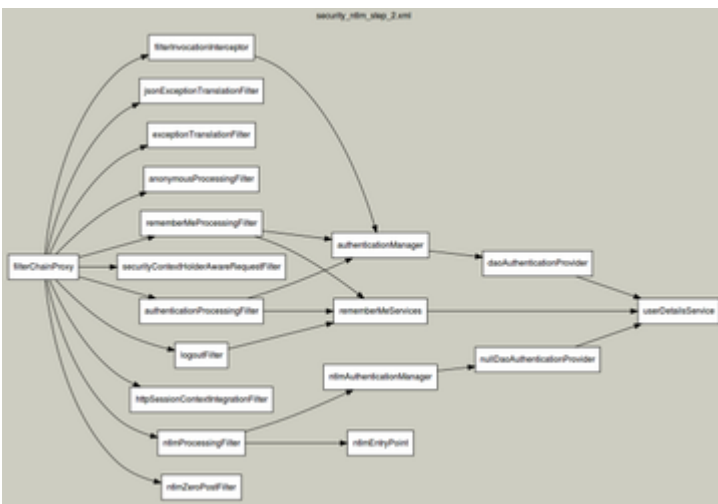 security_ntlm_step_2.xml
filterInvocationInterceptor
jsonExceptionTranslationFilter
exceptionTranslationFilter
anonymousProcessingFilter
rememberMeProcessingFilter
authenticationManager
filterChainProxy
securityContextHolderAwareRequestFilter
daoAuthenticationProvider
authenticationProcessingFilter
rememberMeServices
userDetailsService
logoutFilter
nullDaoAuthenticationProvider
ntlmAuthenticationManager
httpSessionContextIntegrationFilter
ntlmProcessingFilter
ntlmEntryPoint
ntlmZeroPostFilter